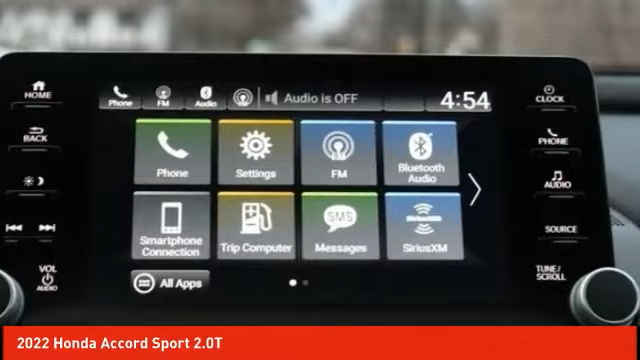 HOME
BACK
VOL
AUDIO
Phone
FM
Audio
Audio is OFF
4:54
Phone
Settings
FM
Bluetooth
Audio
Smartphone
Connection
Trip Computer
SMS
Messages
SiriusXM
SiriusXM
All Apps
CLOCK
PHONE
AUDIO
SOURCE
TUNE/
SCROLL
2022 Honda Accord Sport 2.0T